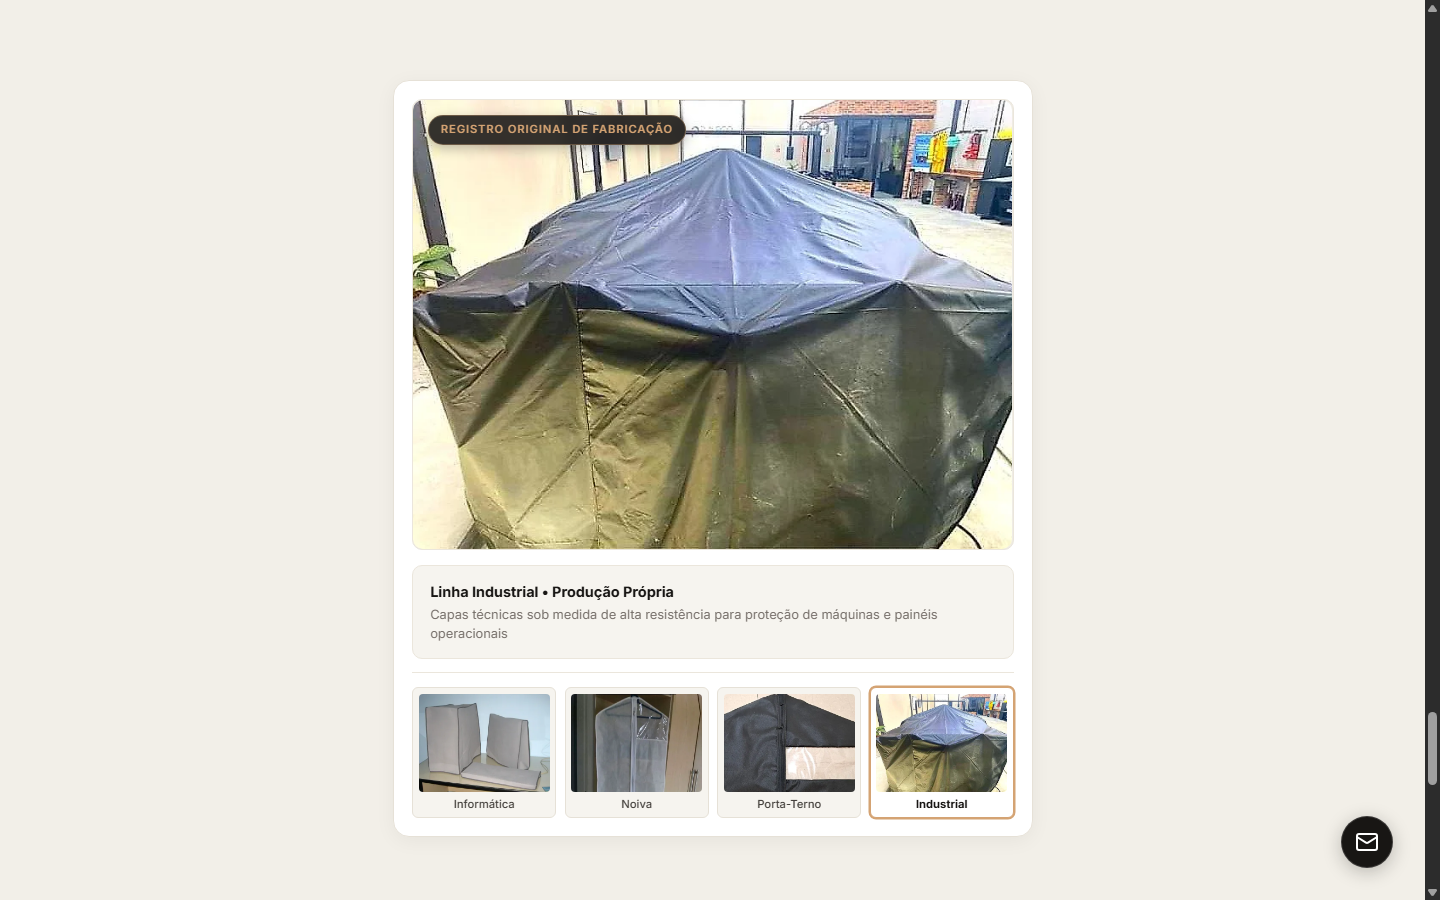 REGISTRO ORIGINAL DE FABRICAÇÃO
Linha Industrial • Produção Própria
Capas técnicas sob medida de alta resistência para proteção de máquinas e painéis
operacionais
Informática
Noiva
Porta-Terno
Industrial